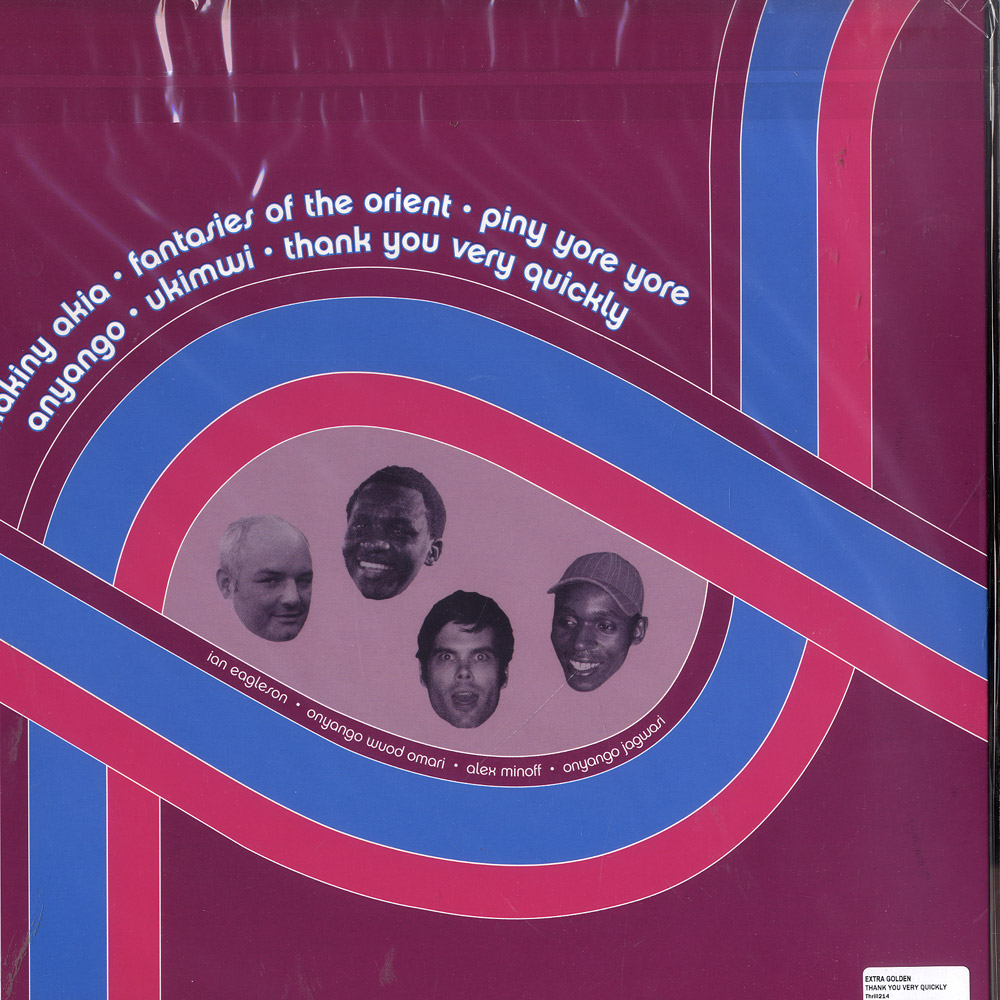 akia • fantasies of the orient • piny yore yore
anyango • ukimwi • thank you very quickly
ian eagleson • onyango wuod omari • alex minoff • onyango jagwasi
EXTRA GOLDEN
THANK YOU VERY QUICKLY
Thrill214